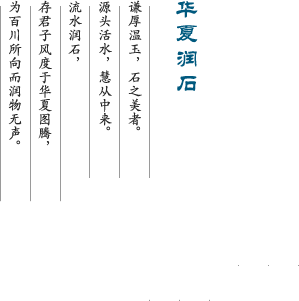 华夏润石
谦厚温玉，石之美者。
源头活水，慧从中来。
流水润石，
存君子风度于华夏图腾，
为百川所向而润物无声。